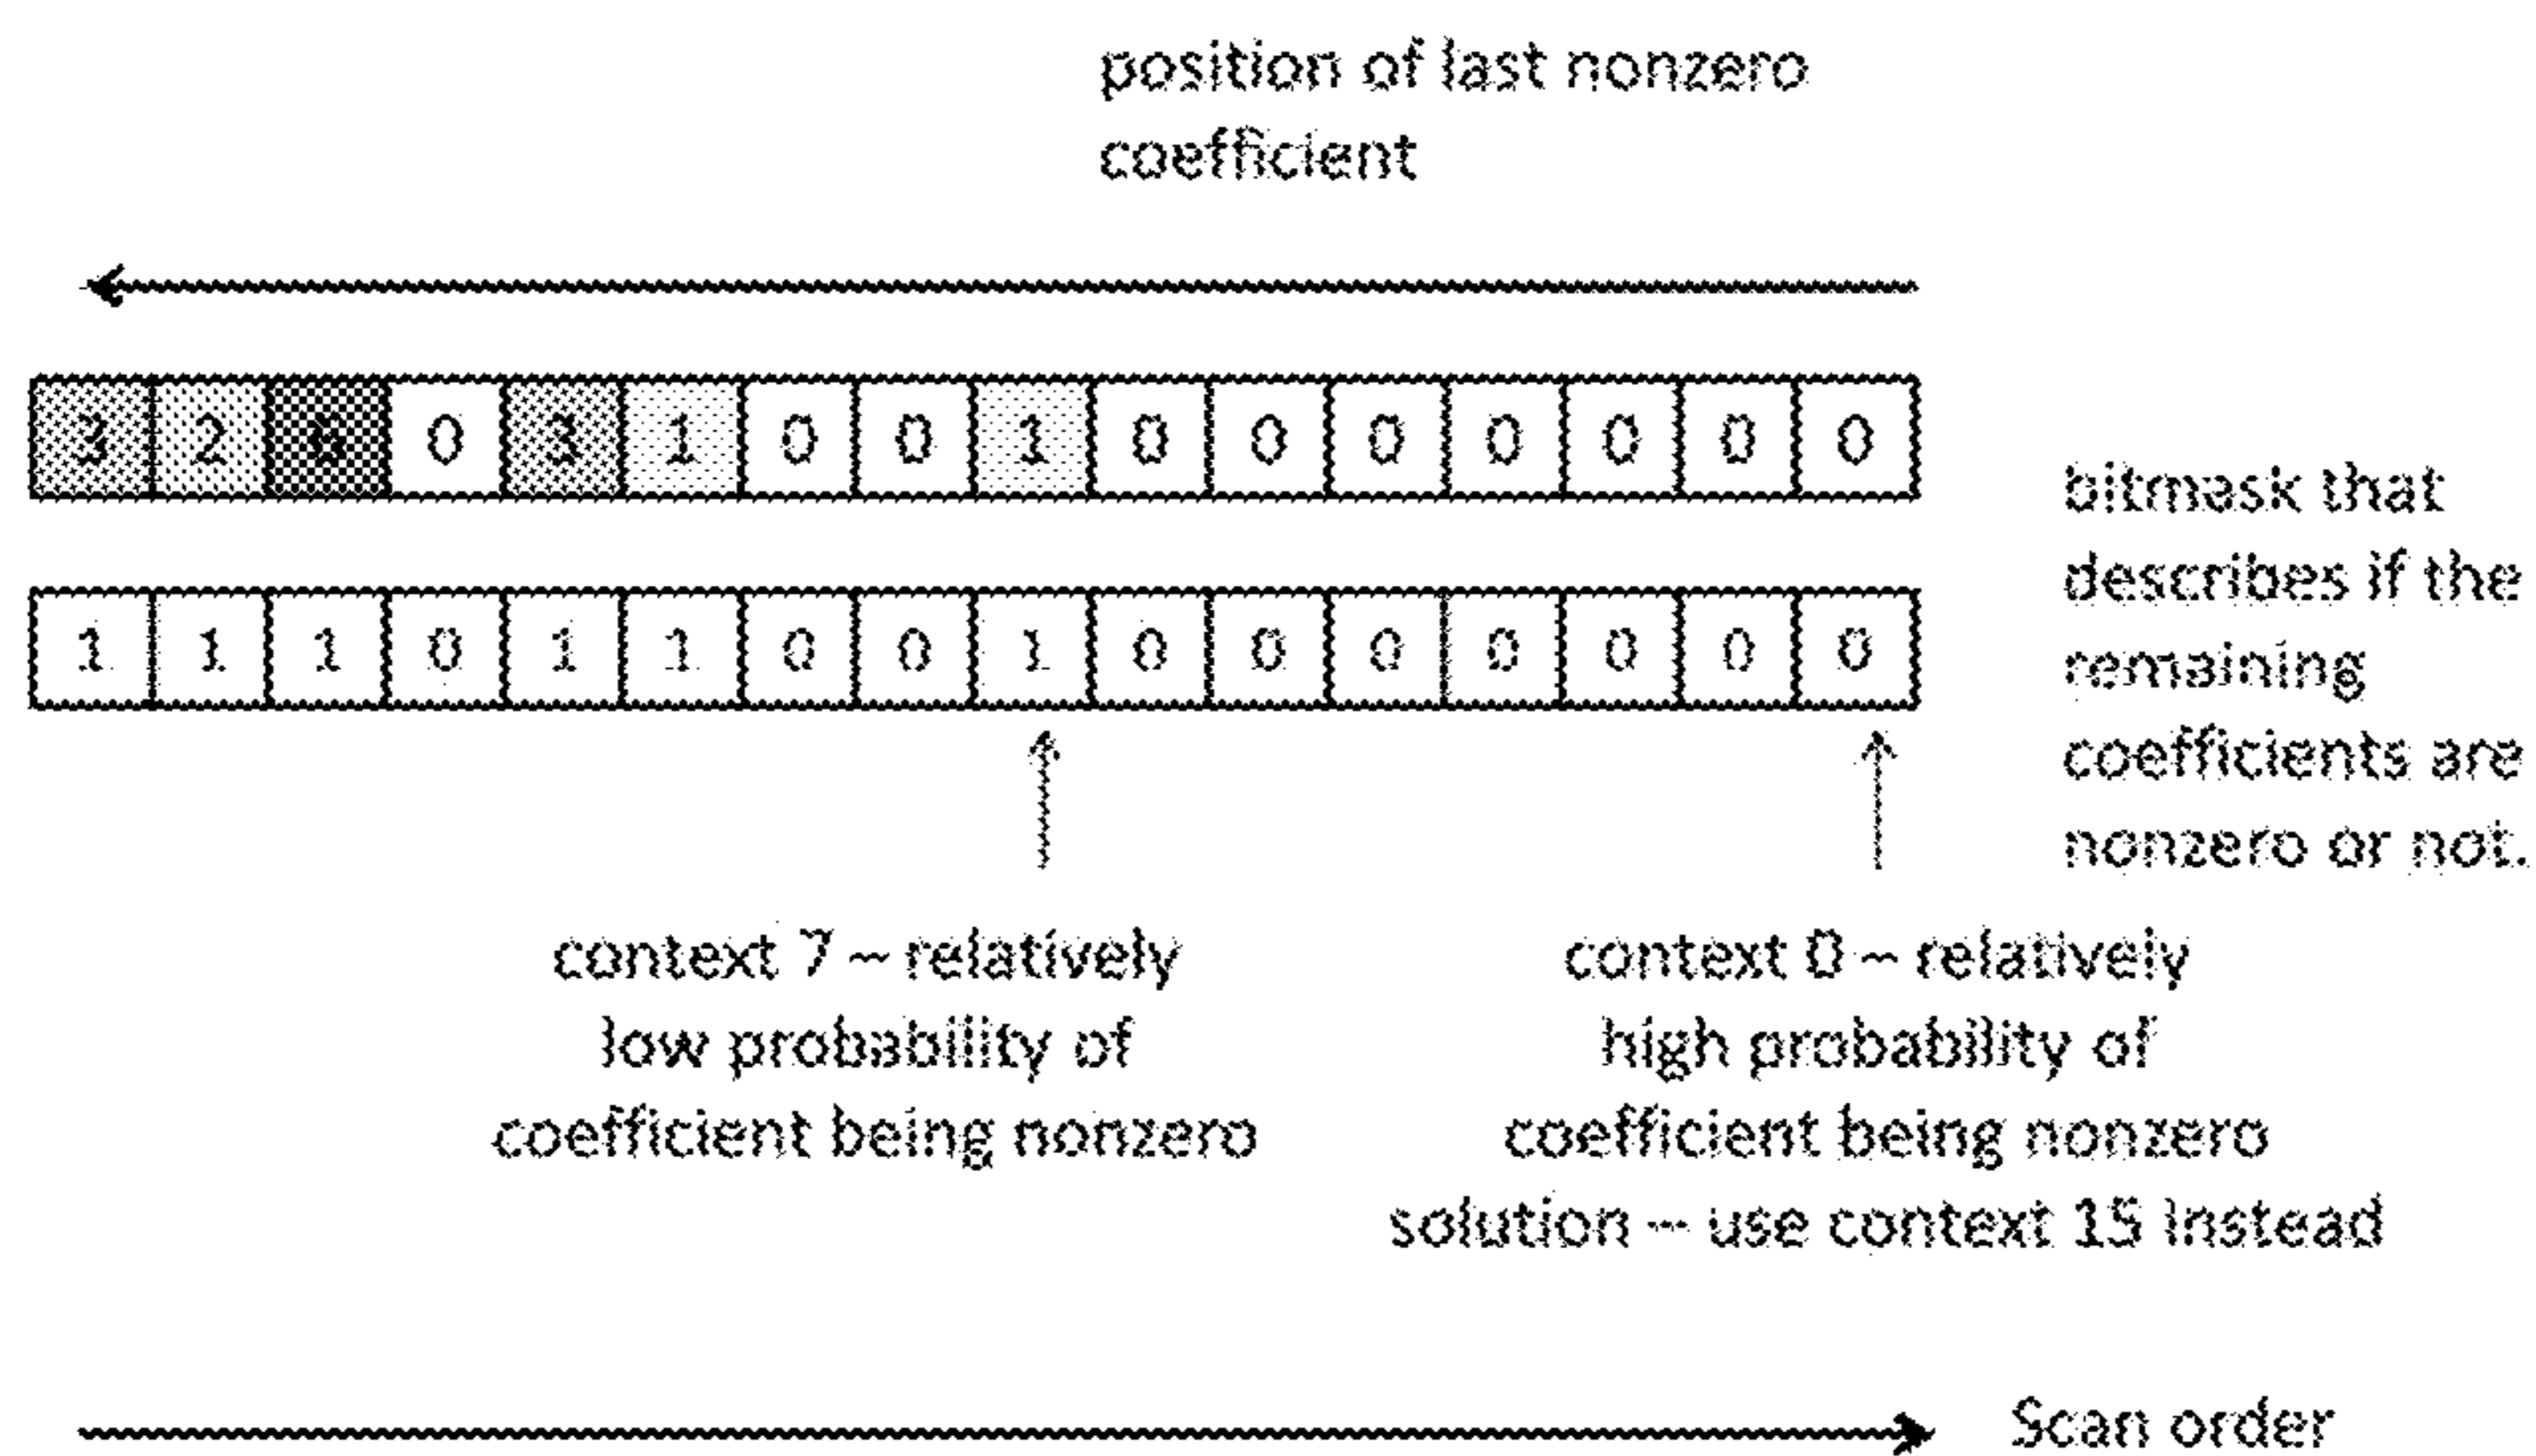 position of last nonzero
coefficient
3 2 6 0 3 1 0 0 1 0 0 0 0 0 0 0
bitmask that
describes if the
remaining
coefficients are
nonzero or not.
1 1 1 0 1 1 0 0 1 0 0 0 0 0 0 0
context 7 -- relatively
low probability of
coefficient being nonzero
context 0 -- relatively
high probability of
coefficient being nonzero
solution -- use context 15 instead
Scan order